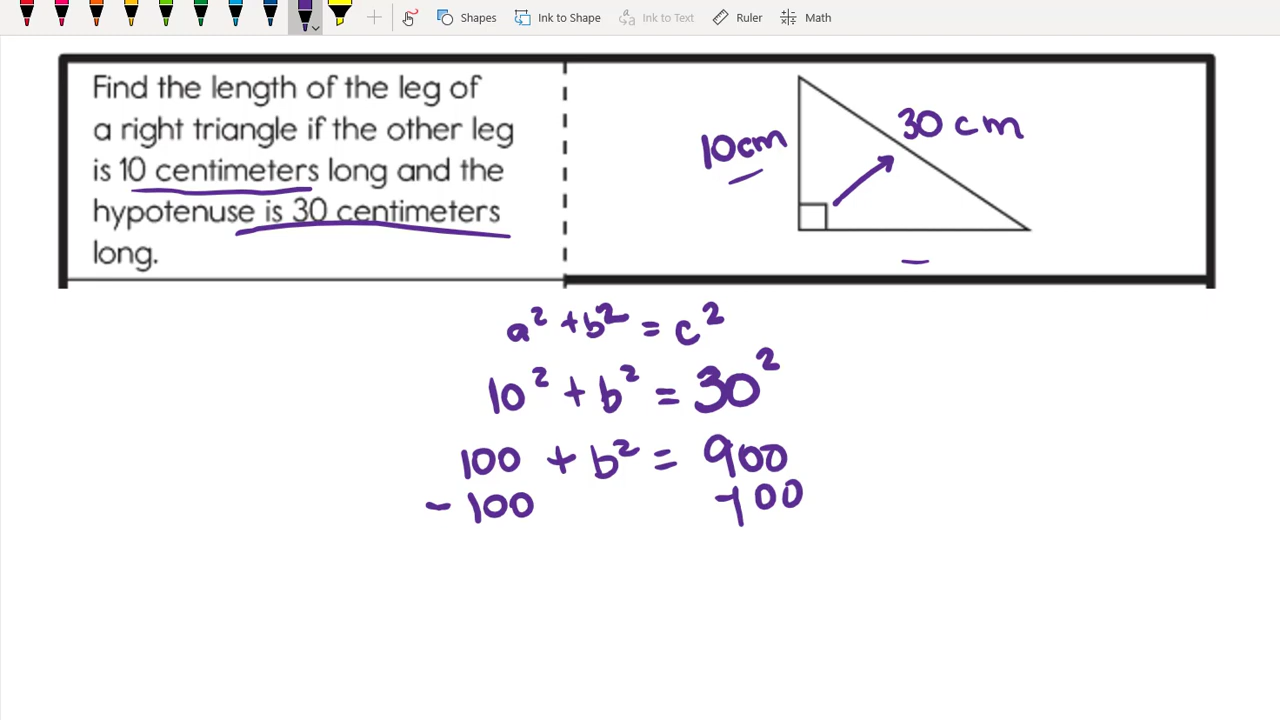 Shapes Ink to Shape Ink to Text Ruler Math
Find the length of the leg of
a right triangle if the other leg
is 10 centimeters long and the
hypotenuse is 30 centimeters
long.
10cm
30 cm
a² + b² = c²
10² + b² = 30²
100 + b² = 900
- 100 -100